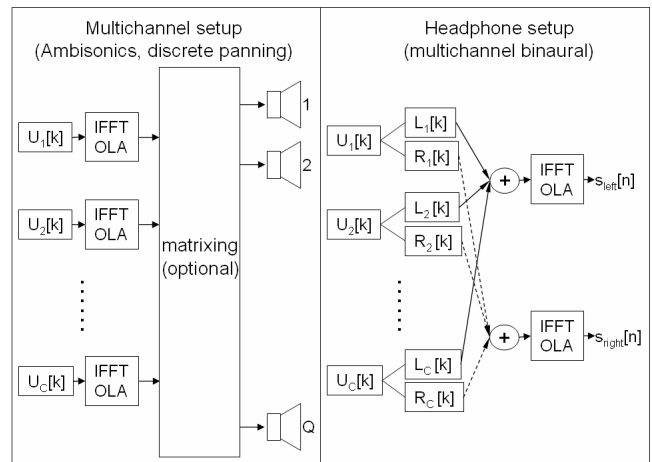 Multichannel setup
(Ambisonics, discrete panning)
U1[k]
IFFT
OLA
U2[k]
IFFT
OLA
UC[k]
IFFT
OLA
matrixing
(optional)
1
2
Q
Headphone setup
(multichannel binaural)
U1[k]
L1[k]
R1[k]
U2[k]
L2[k]
R2[k]
UC[k]
LC[k]
RC[k]
+
IFFT
OLA
sleft[n]
+
IFFT
OLA
sright[n]